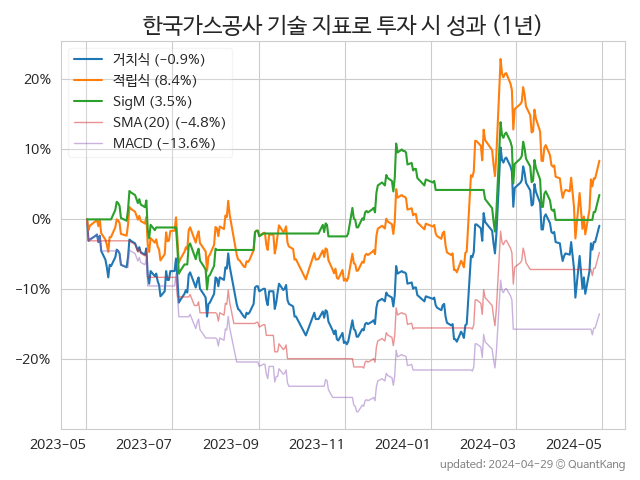 한국가스공사 기술 지표로 투자 시 성과 (1년)
거치식 (−0.9%)
적립식 (8.4%)
SigM (3.5%)
SMA(20) (−4.8%)
MACD (−13.6%)
20%
10%
0%
−10%
−20%
2023-05 2023-07 2023-09 2023-11 2024-01 2024-03 2024-05
updated: 2024-04-29 © QuantKang